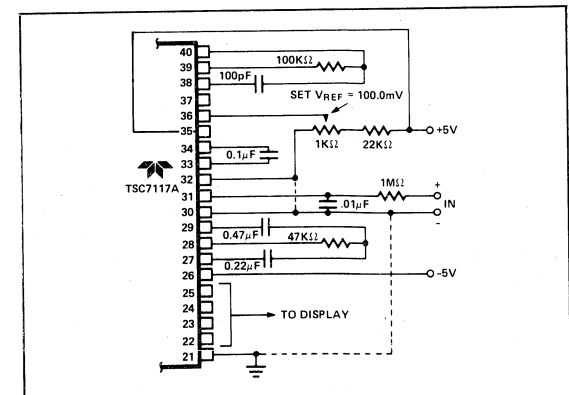 40
39
100KΩ
38
100pF
37
SET VREF = 100.0mV
36
35
+5V
34
1KΩ
22KΩ
0.1µF
33
32
TSC7117A
31
1MΩ
+
.01µF
IN
30
-
29
0.47µF
47KΩ
28
27
0.22µF
26
-5V
25
24
TO DISPLAY
23
22
21